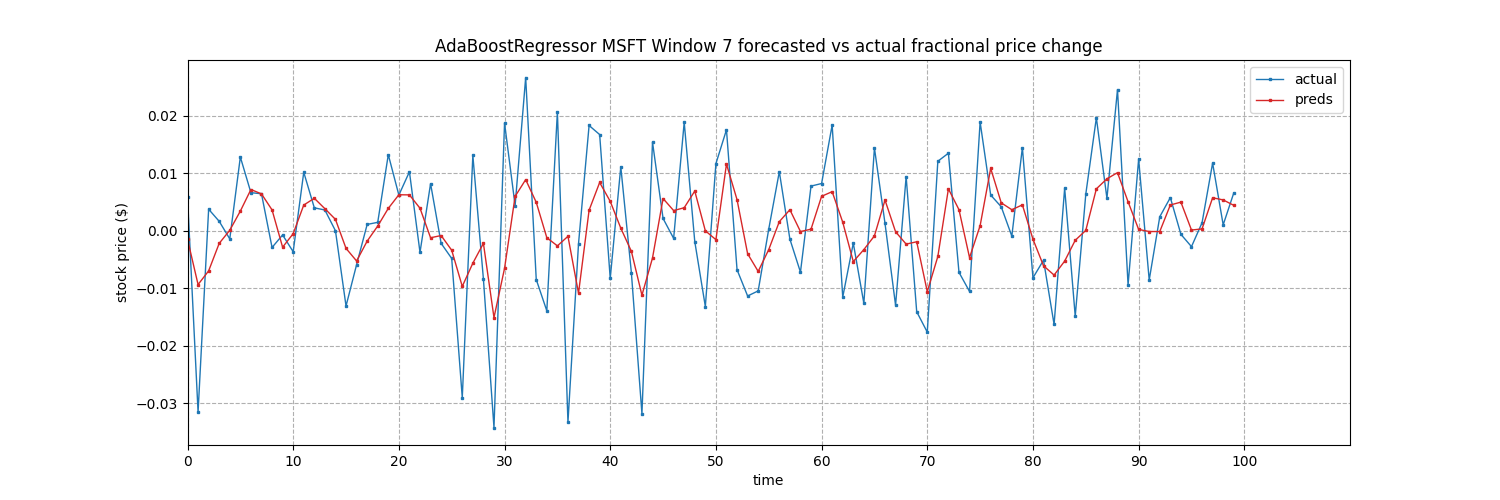 AdaBoostRegressor MSFT Window 7 forecasted vs actual fractional price change
actual
preds
stock price ($)
0.02
0.01
0.00
−0.01
−0.02
−0.03
0 10 20 30 40 50 60 70 80 90 100
time